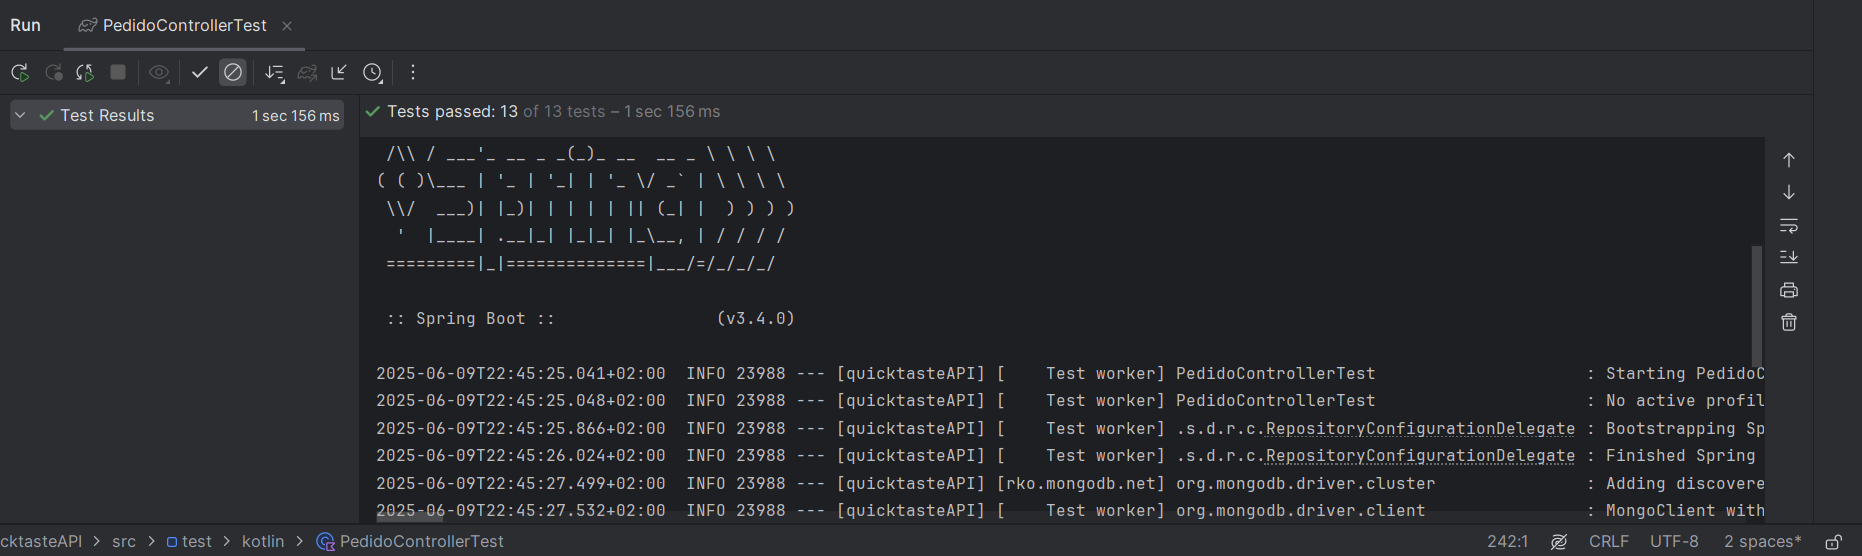 Run PedidoControllerTest
Test Results 1 sec 156 ms
Tests passed: 13 of 13 tests – 1 sec 156 ms
 /\\ / ___'_ __ _ _(_)_ __  __ _ \ \ \ \
( ( )\___ | '_ | '_| | '_ \/ _` | \ \ \ \
 \\/  ___)| |_)| | | | | || (_| |  ) ) ) )
  '  |____| .__|_| |_|_| |_\__, | / / / /
 =========|_|==============|___/=/_/_/_/
 :: Spring Boot ::                (v3.4.0)
2025-06-09T22:45:25.041+02:00  INFO 23988 --- [quicktasteAPI] [    Test worker] PedidoControllerTest                     : Starting PedidoC
2025-06-09T22:45:25.048+02:00  INFO 23988 --- [quicktasteAPI] [    Test worker] PedidoControllerTest                     : No active profil
2025-06-09T22:45:25.866+02:00  INFO 23988 --- [quicktasteAPI] [    Test worker] .s.d.r.c.RepositoryConfigurationDelegate : Bootstrapping Sp
2025-06-09T22:45:26.024+02:00  INFO 23988 --- [quicktasteAPI] [    Test worker] .s.d.r.c.RepositoryConfigurationDelegate : Finished Spring
2025-06-09T22:45:27.499+02:00  INFO 23988 --- [quicktasteAPI] [rko.mongodb.net] org.mongodb.driver.cluster               : Adding discovere
2025-06-09T22:45:27.532+02:00  INFO 23988 --- [quicktasteAPI] [    Test worker] org.mongodb.driver.client                : MongoClient with
cktasteAPI > src > test > kotlin > PedidoControllerTest 242:1 CRLF UTF-8 2 spaces*